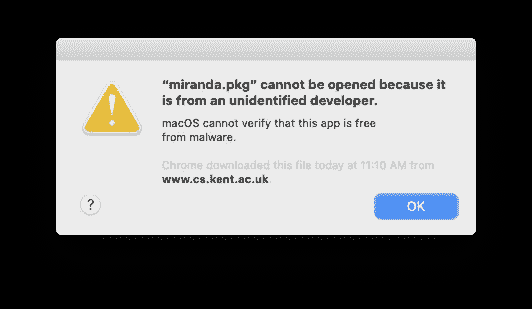 “miranda.pkg” cannot be opened because it
is from an unidentified developer.
macOS cannot verify that this app is free
from malware.
Chrome downloaded this file today at 11:10 AM from
www.cs.kent.ac.uk
?
OK